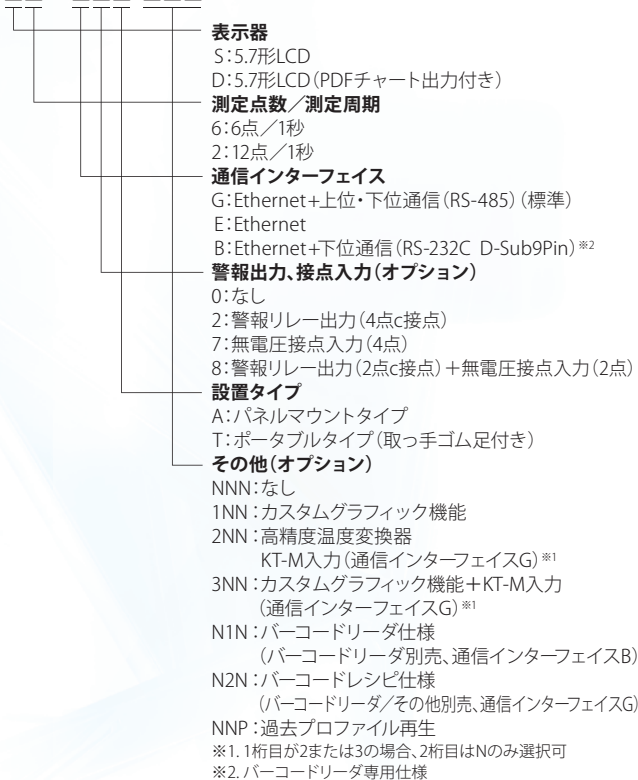 表示器
S:5.7形LCD
D:5.7形LCD(PDFチャート出力付き)
測定点数／測定周期
6:6点／1秒
2:12点／1秒
通信インターフェイス
G:Ethernet+上位・下位通信(RS-485)(標準)
E:Ethernet
B:Ethernet+下位通信(RS-232C D-Sub9Pin)※2
警報出力、接点入力(オプション)
0:なし
2:警報リレー出力(4点c接点)
7:無電圧接点入力(4点)
8:警報リレー出力(2点c接点)+無電圧接点入力(2点)
設置タイプ
A:パネルマウントタイプ
T:ポータブルタイプ(取っ手ゴム足付き)
その他(オプション)
NNN:なし
1NN:カスタムグラフィック機能
2NN:高精度温度変換器
KT-M入力(通信インターフェイスG)※1
3NN:カスタムグラフィック機能+KT-M入力
(通信インターフェイスG)※1
N1N:バーコードリーダ仕様
(バーコードリーダ別売、通信インターフェイスB)
N2N:バーコードレシピ仕様
(バーコードリーダ／その他別売、通信インターフェイスG)
NNP:過去プロファイル再生
※1. 1桁目が2または3の場合、2桁目はNのみ選択可
※2. バーコードリーダ専用仕様